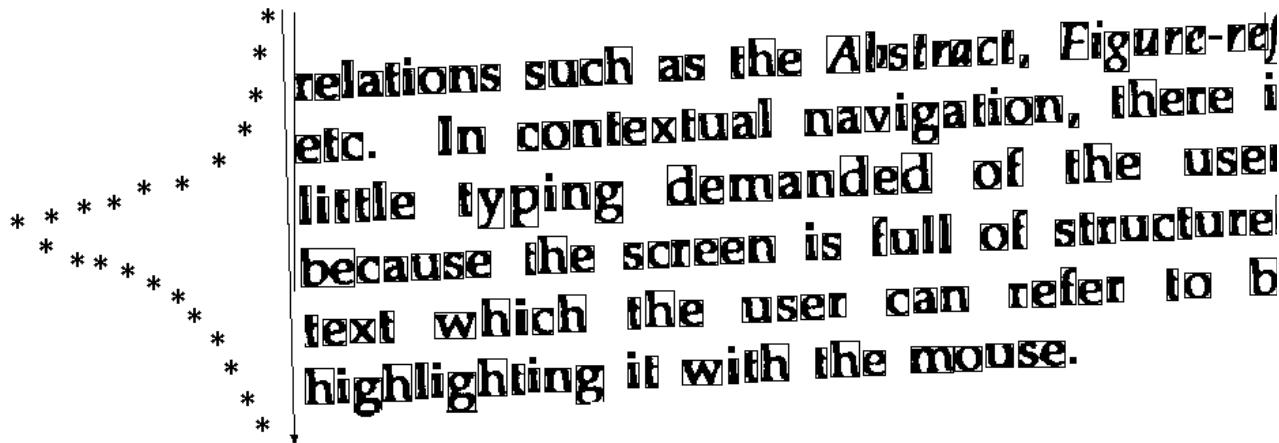 relations such as the Abstract, Figure-ref
etc. In contextual navigation, there i
little typing demanded of the user
because the screen is full of structure
text which the user can refer to b
highlighting it with the mouse.